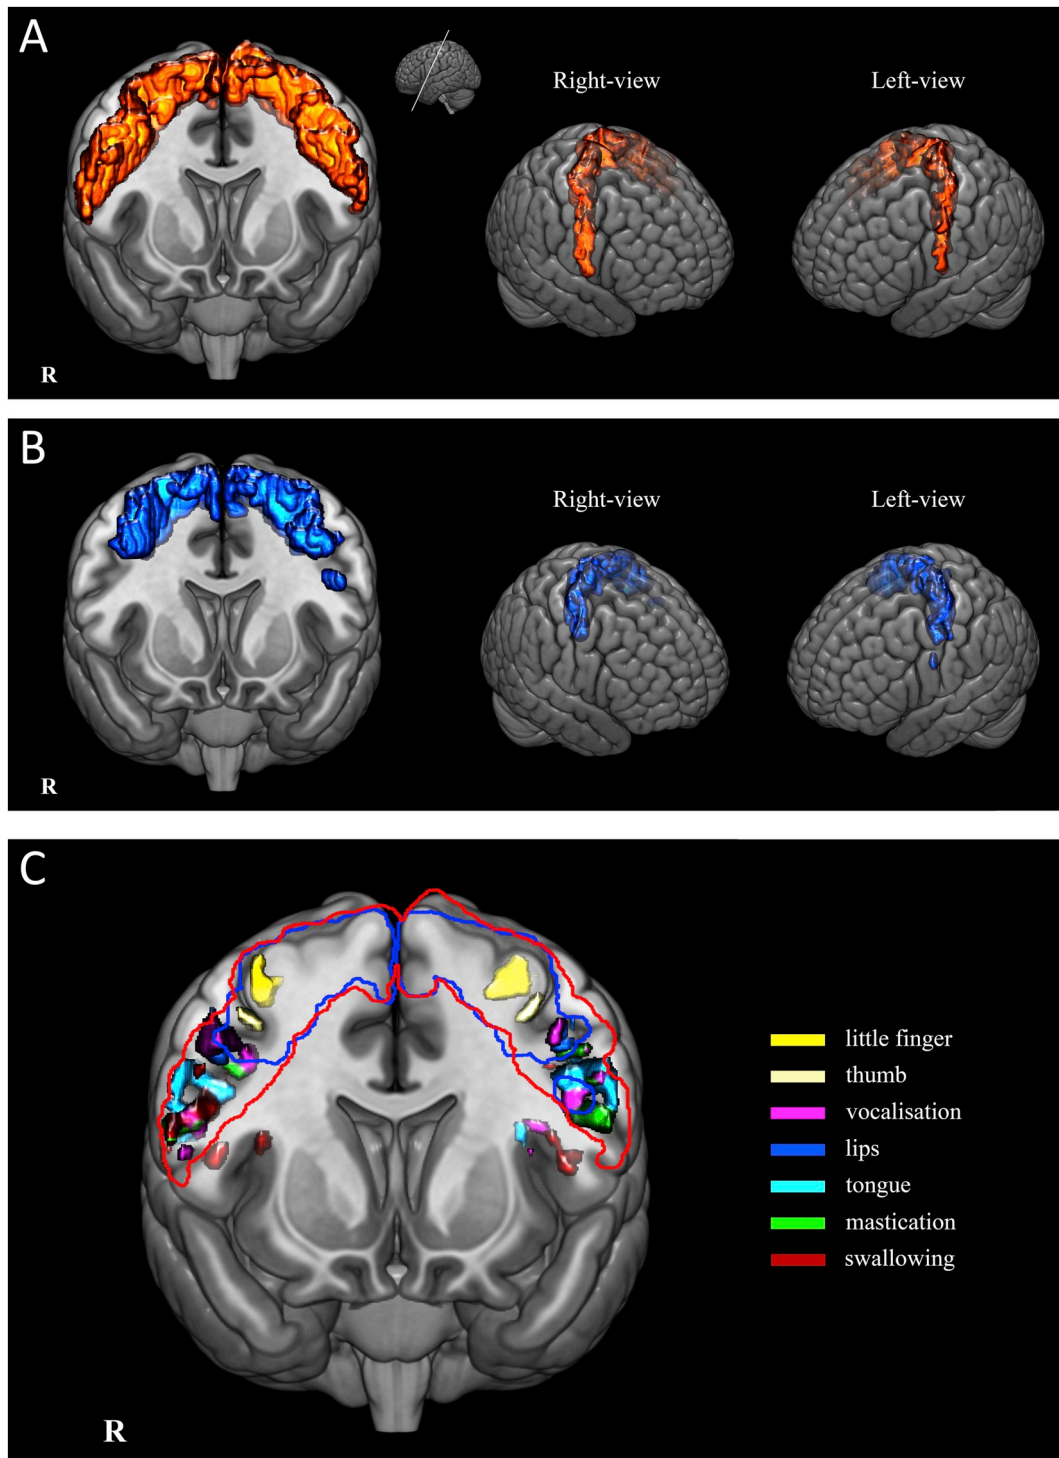 A
Right-view
Left-view
R
B
Right-view
Left-view
R
C
little finger
thumb
vocalisation
lips
tongue
mastication
swallowing
R